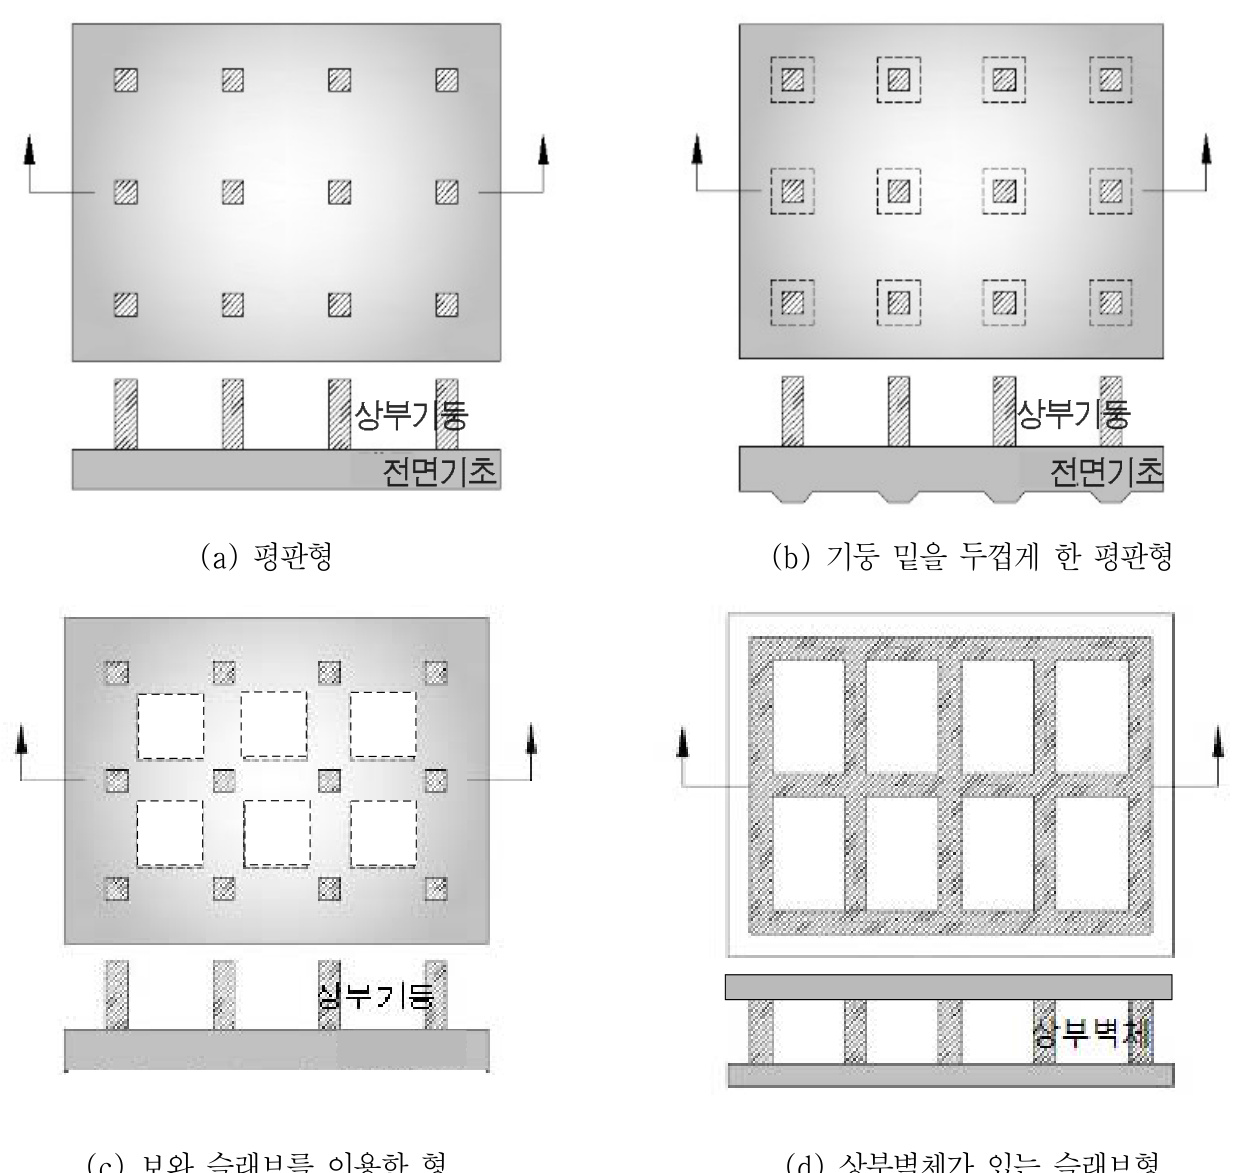 상부기둥
전면기초
(a) 평판형
상부기둥
전면기초
(b) 기둥 밑을 두껍게 한 평판형
상부기둥
(c) 보와 슬래브를 이용한 형
상부벽체
(d) 상부벽체가 있는 슬래브형